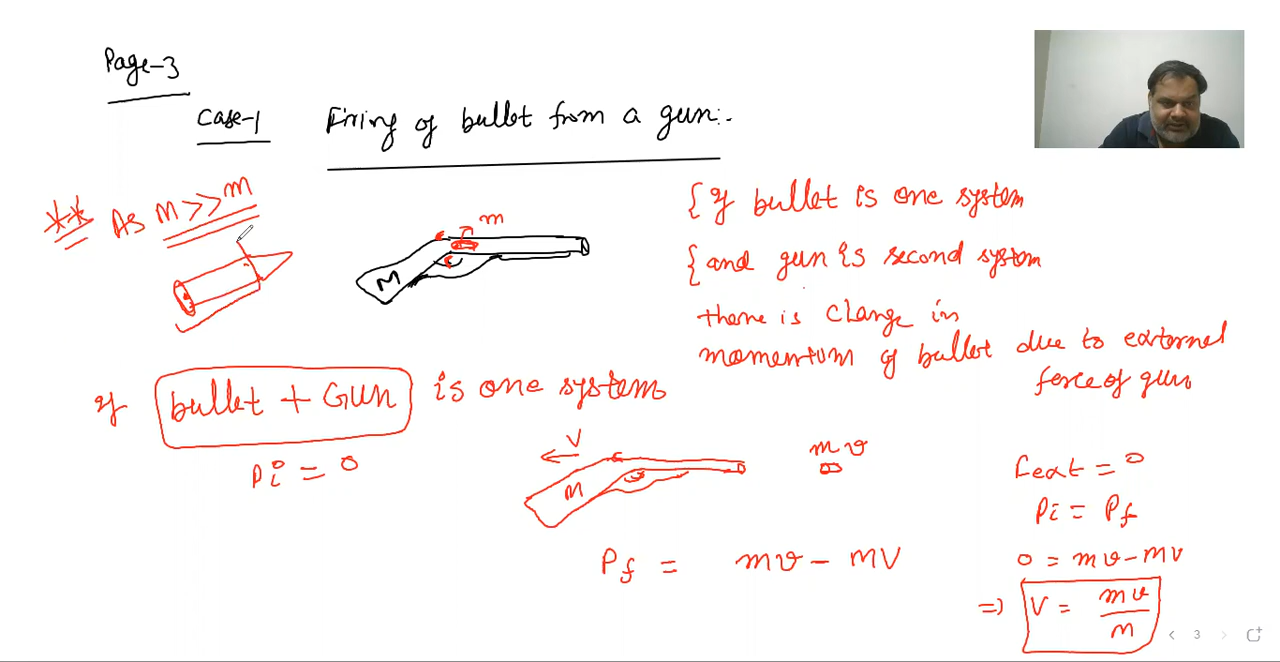 Page-3
Case-1 Firing of bullet from a gun:-
** As M >> m
m
M
{ If bullet is one system
{ and gun is second system
there is change in
momentum of bullet due to external
force of gun
If bullet + Gun is one system
Pi = 0
V
M
m v
Pf = mv - MV
Fext = 0
Pi = Pf
0 = mv - MV
=> V = mv/M
3